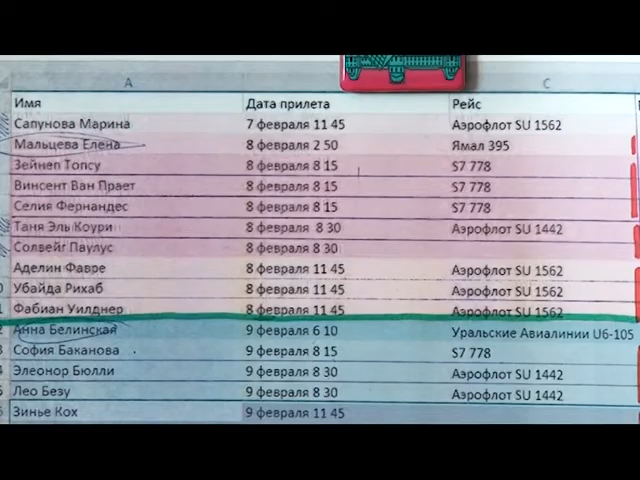 A C
Имя Дата прилета Рейс
Сапунова Марина 7 февраля 11 45 Аэрофлот SU 1562
Мальцева Елена 8 февраля 2 50 Ямал 395
Зейнеп Топсу 8 февраля 8 15 S7 778
Винсент Ван Прает 8 февраля 8 15 S7 778
Селия Фернандес 8 февраля 8 15 S7 778
Таня Эль Коури 8 февраля 8 30 Аэрофлот SU 1442
Солвейг Паулус 8 февраля 8 30
Аделин Фавре 8 февраля 11 45 Аэрофлот SU 1562
Убайда Рихаб 8 февраля 11 45 Аэрофлот SU 1562
Фабиан Уилднер 8 февраля 11 45 Аэрофлот SU 1562
Анна Белинская 9 февраля 6 10 Уральские Авиалинии U6-105
София Баканова 9 февраля 8 15 S7 778
Элеонор Бюлли 9 февраля 8 30 Аэрофлот SU 1442
Лео Безу 9 февраля 8 30 Аэрофлот SU 1442
Зинье Кох 9 февраля 11 45